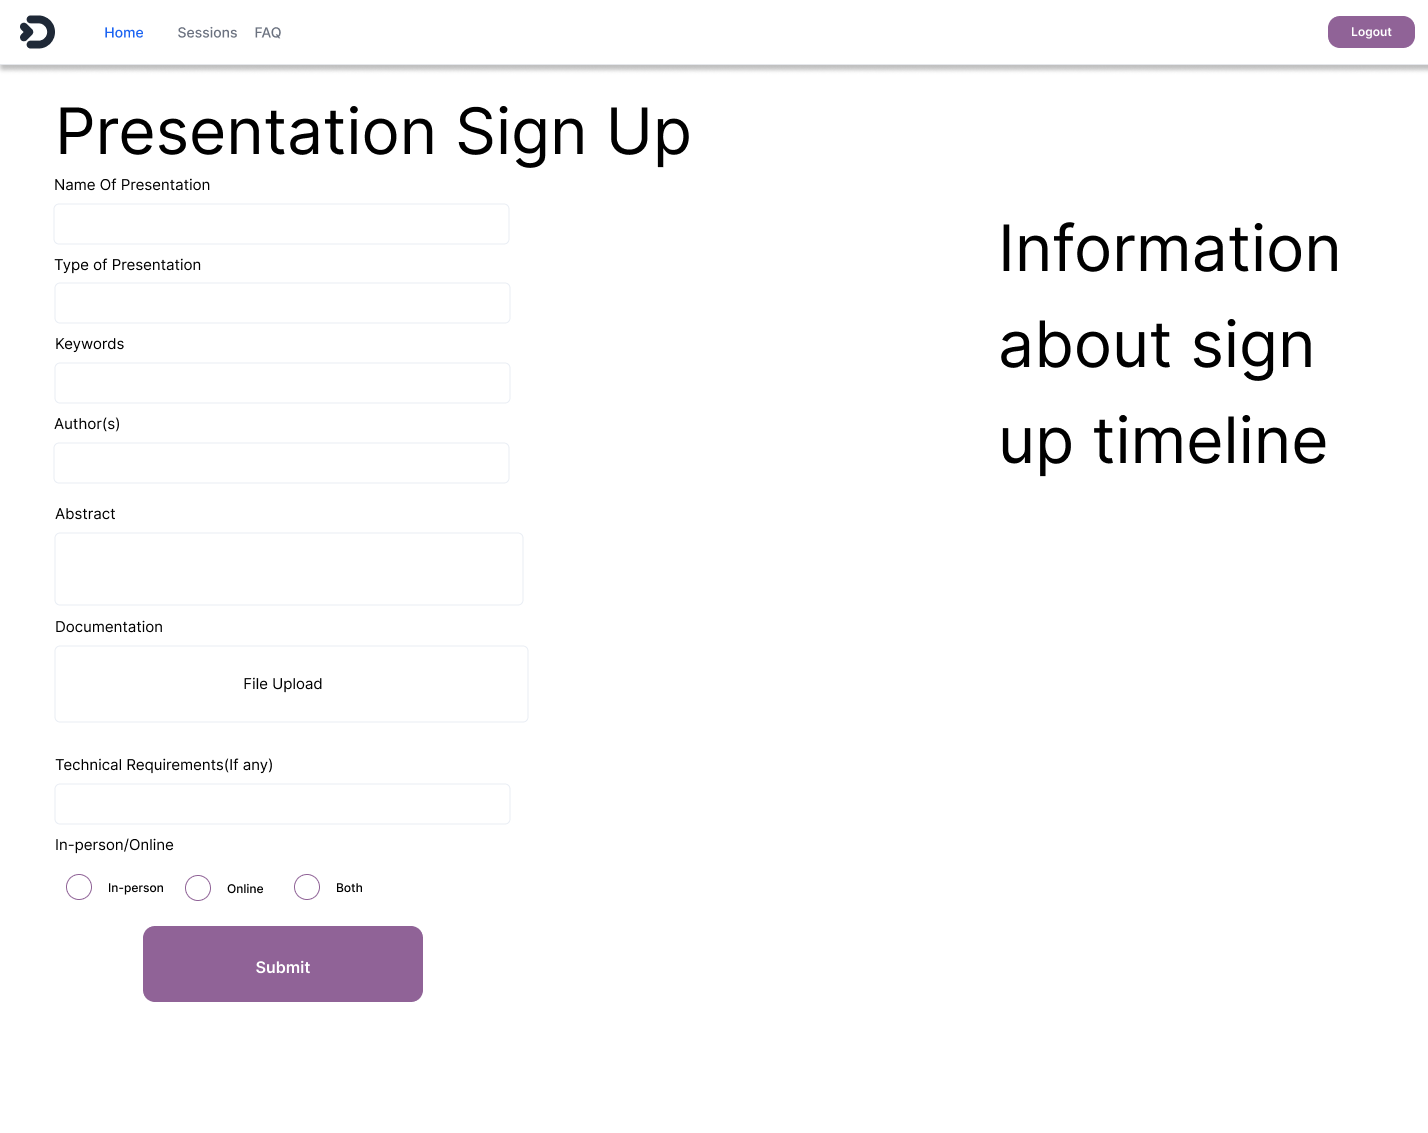 Home Sessions FAQ Logout
Presentation Sign Up
Name Of Presentation
Type of Presentation
Keywords
Author(s)
Abstract
Documentation
File Upload
Technical Requirements(If any)
In-person/Online
In-person Online Both
Submit
Information
about sign
up timeline